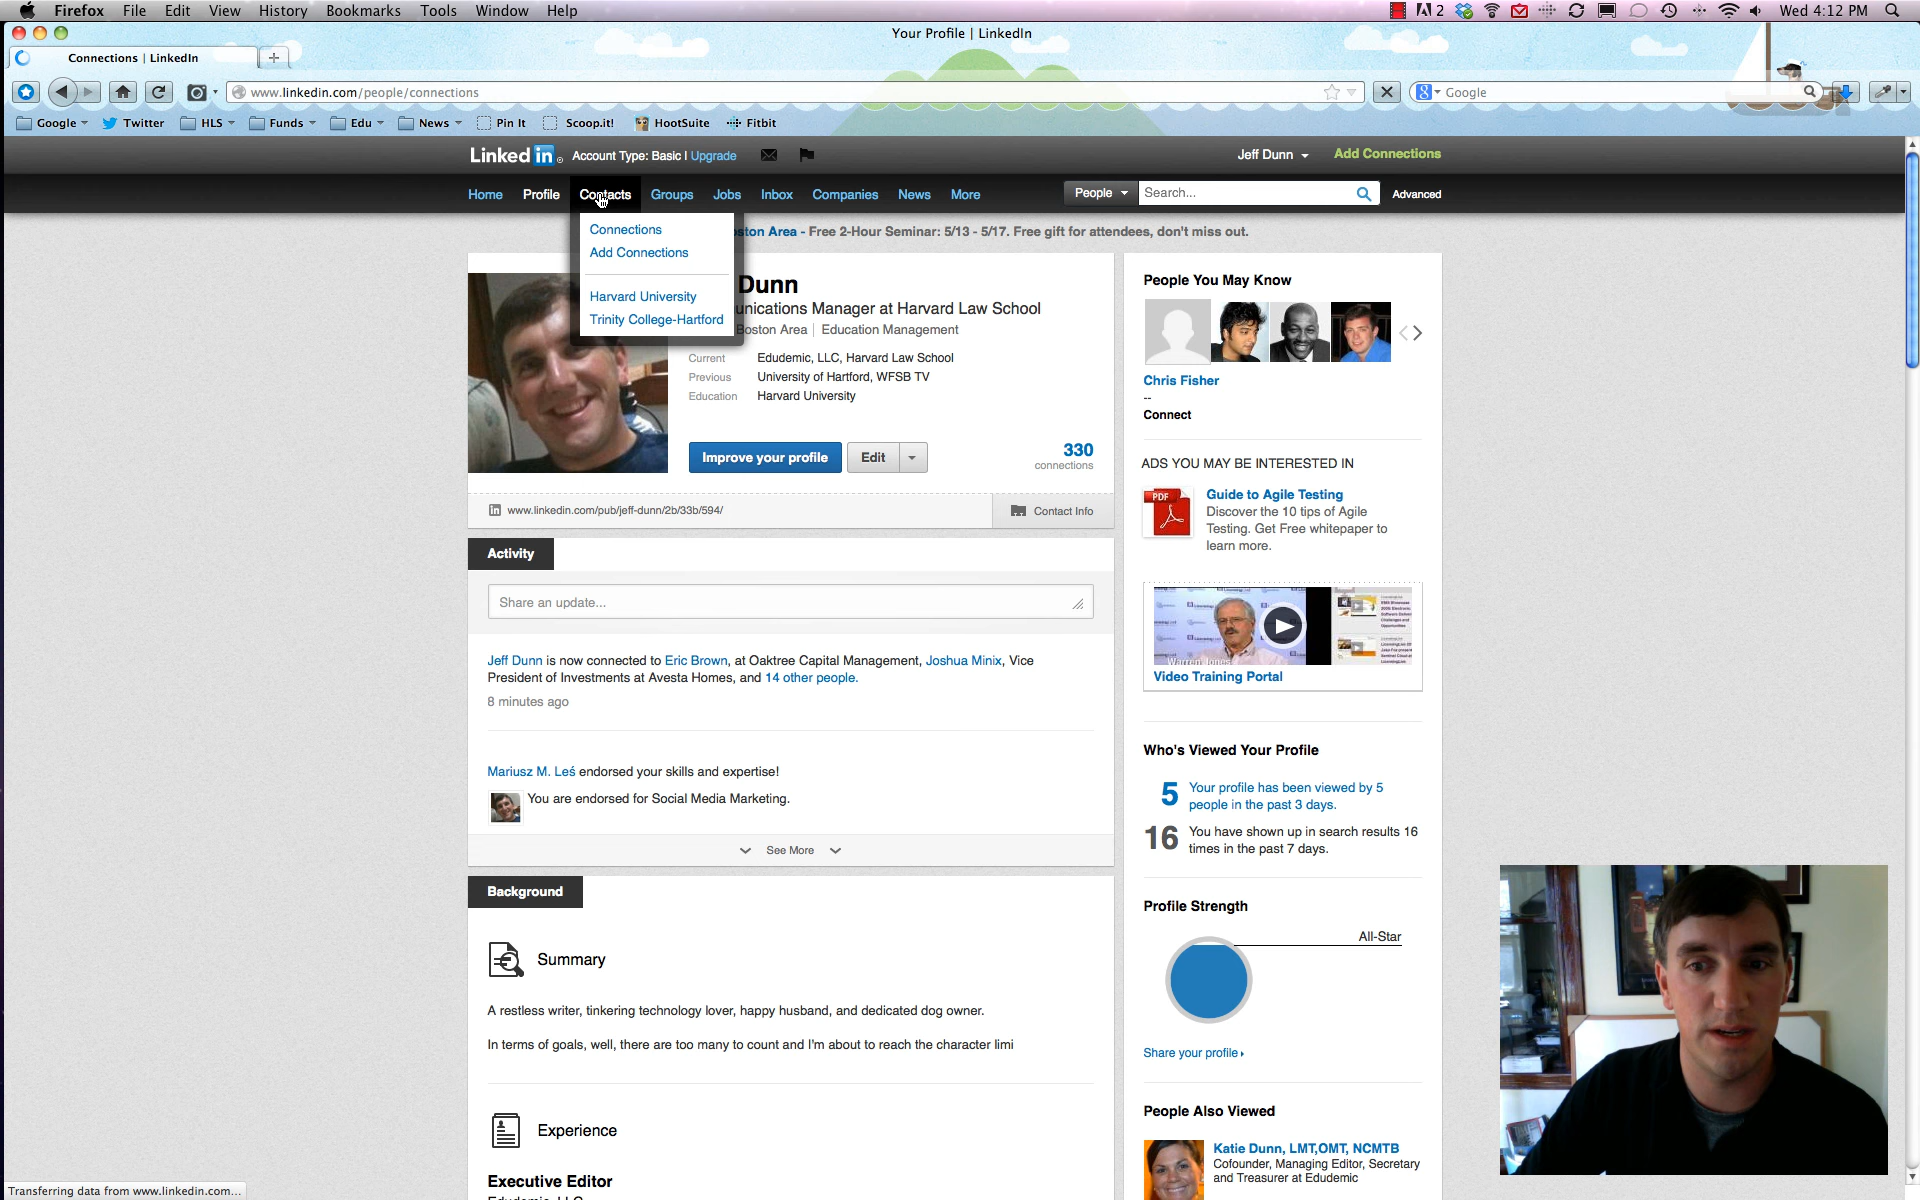 Firefox File Edit View History Bookmarks Tools Window Help
2
Wed 4:12 PM
Your Profile | LinkedIn
Connections | LinkedIn
www.linkedin.com/people/connections
Google
Google Twitter HLS Funds Edu News Pin It Scoop.it! HootSuite Fitbit
Linked in Account Type: Basic | Upgrade
Jeff Dunn Add Connections
Home Profile Contacts Groups Jobs Inbox Companies News More
People Search... Advanced
Connections
Add Connections
Harvard University
Trinity College-Hartford
Area - Free 2-Hour Seminar: 5/13 - 5/17. Free gift for attendees, don't miss out.
Dunn
Manager at Harvard Law School
Boston Area | Education Management
Current Edudemic, LLC, Harvard Law School
Previous University of Hartford, WFSB TV
Education Harvard University
Improve your profile Edit
330
connections
www.linkedin.com/pub/jeff-dunn/2b/33b/594/
Contact Info
Activity
Share an update...
Jeff Dunn is now connected to Eric Brown, at Oaktree Capital Management, Joshua Minix, Vice
President of Investments at Avesta Homes, and 14 other people.
8 minutes ago
Mariusz M. Leś endorsed your skills and expertise!
You are endorsed for Social Media Marketing.
See More
Background
Summary
A restless writer, tinkering technology lover, happy husband, and dedicated dog owner.
In terms of goals, well, there are too many to count and I'm about to reach the character limi
Experience
Executive Editor
People You May Know
Chris Fisher
--
Connect
ADS YOU MAY BE INTERESTED IN
PDF
Guide to Agile Testing
Discover the 10 tips of Agile
Testing. Get Free whitepaper to
learn more.
Warren Jones
Video Training Portal
Who's Viewed Your Profile
5 Your profile has been viewed by 5
people in the past 3 days.
16 You have shown up in search results 16
times in the past 7 days.
Profile Strength
All-Star
Share your profile
People Also Viewed
Katie Dunn, LMT,OMT, NCMTB
Cofounder, Managing Editor, Secretary
and Treasurer at Edudemic
Transferring data from www.linkedin.com...